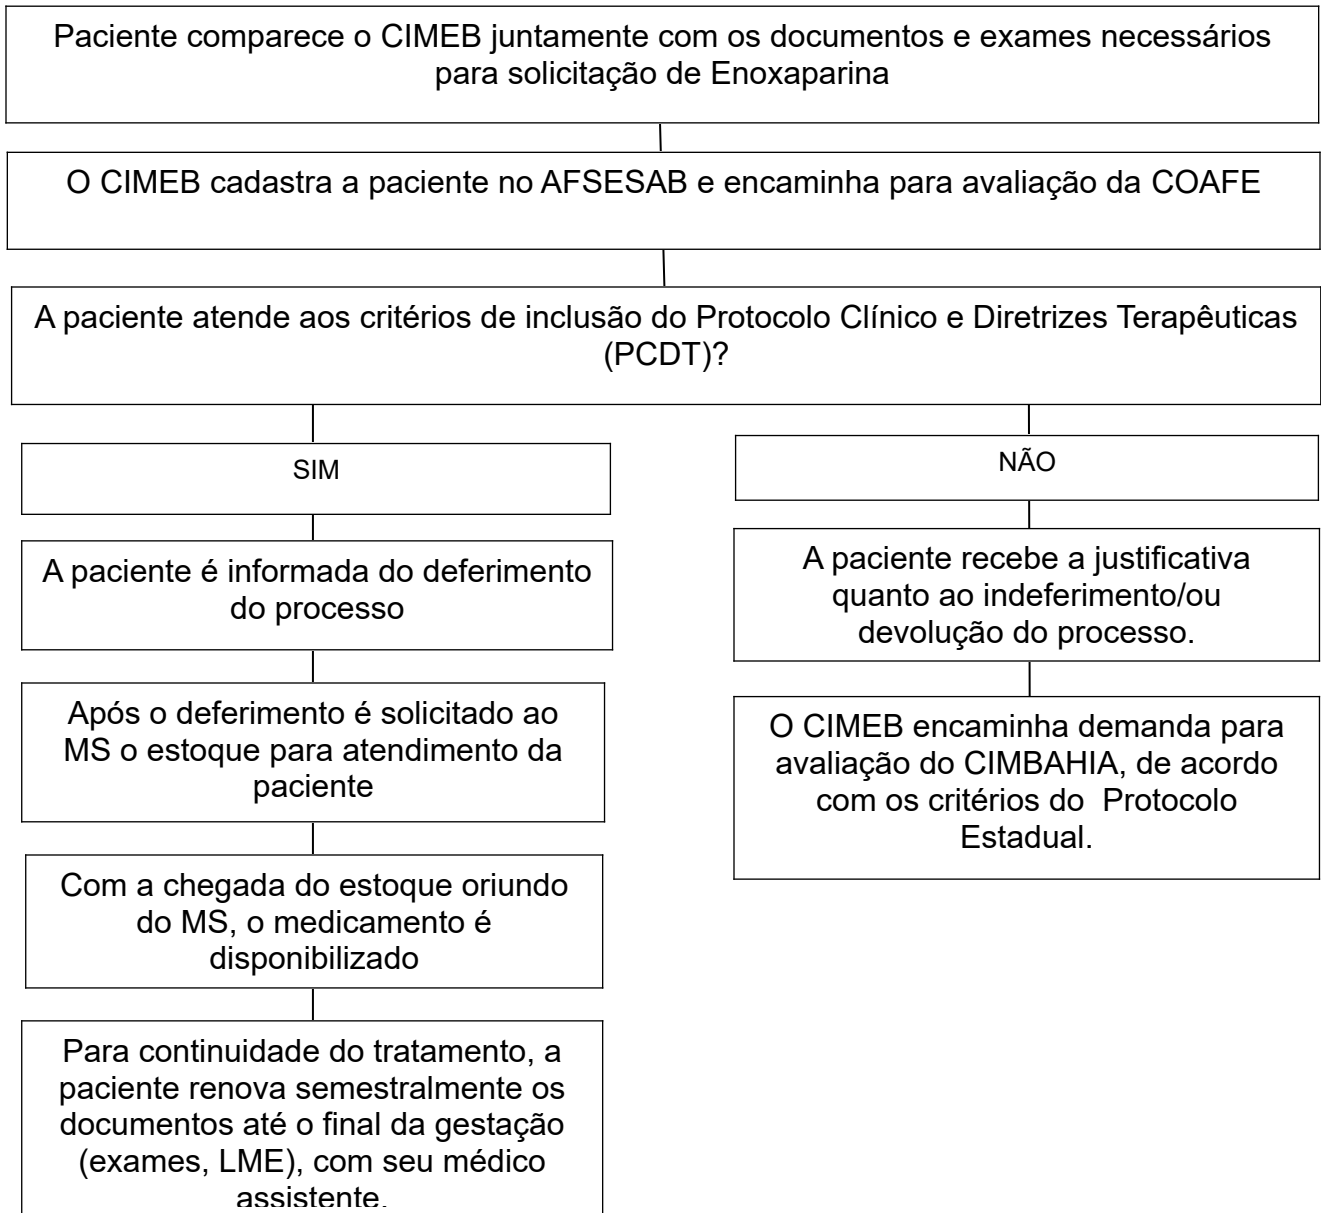 Paciente comparece o CIMEB juntamente com os documentos e exames necessários
para solicitação de Enoxaparina
O CIMEB cadastra a paciente no AFSESAB e encaminha para avaliação da COAFE
A paciente atende aos critérios de inclusão do Protocolo Clínico e Diretrizes Terapêuticas
(PCDT)?
SIM
A paciente é informada do deferimento
do processo
Após o deferimento é solicitado ao
MS o estoque para atendimento da
paciente
Com a chegada do estoque oriundo
do MS, o medicamento é
disponibilizado
Para continuidade do tratamento, a
paciente renova semestralmente os
documentos até o final da gestação
(exames, LME), com seu médico
assistente.
NÃO
A paciente recebe a justificativa
quanto ao indeferimento/ou
devolução do processo.
O CIMEB encaminha demanda para
avaliação do CIMBAHIA, de acordo
com os critérios do Protocolo
Estadual.